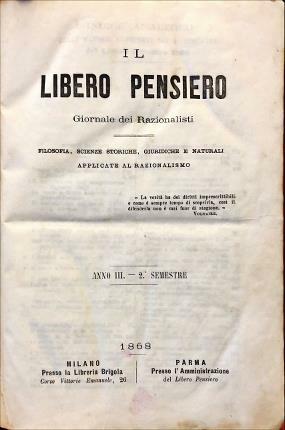 IL
LIBERO PENSIERO
Giornale dei Razionalisti
FILOSOFIA, SCIENZE STORICHE, GIURIDICHE E NATURALI
APPLICATE AL RAZIONALISMO
« La verità ha dei diritti imprescrittibili
e come è sempre tempo di scoprirla, così il
difenderla non è mai fuor di stagione. »
VOLTAIRE.
ANNO III. — 2.° SEMESTRE
1868
MILANO
Presso la Libreria Brigola
Corso Vittorio Emanuele, 26
PARMA
Presso l'Amministrazione
del Libero Pensiero